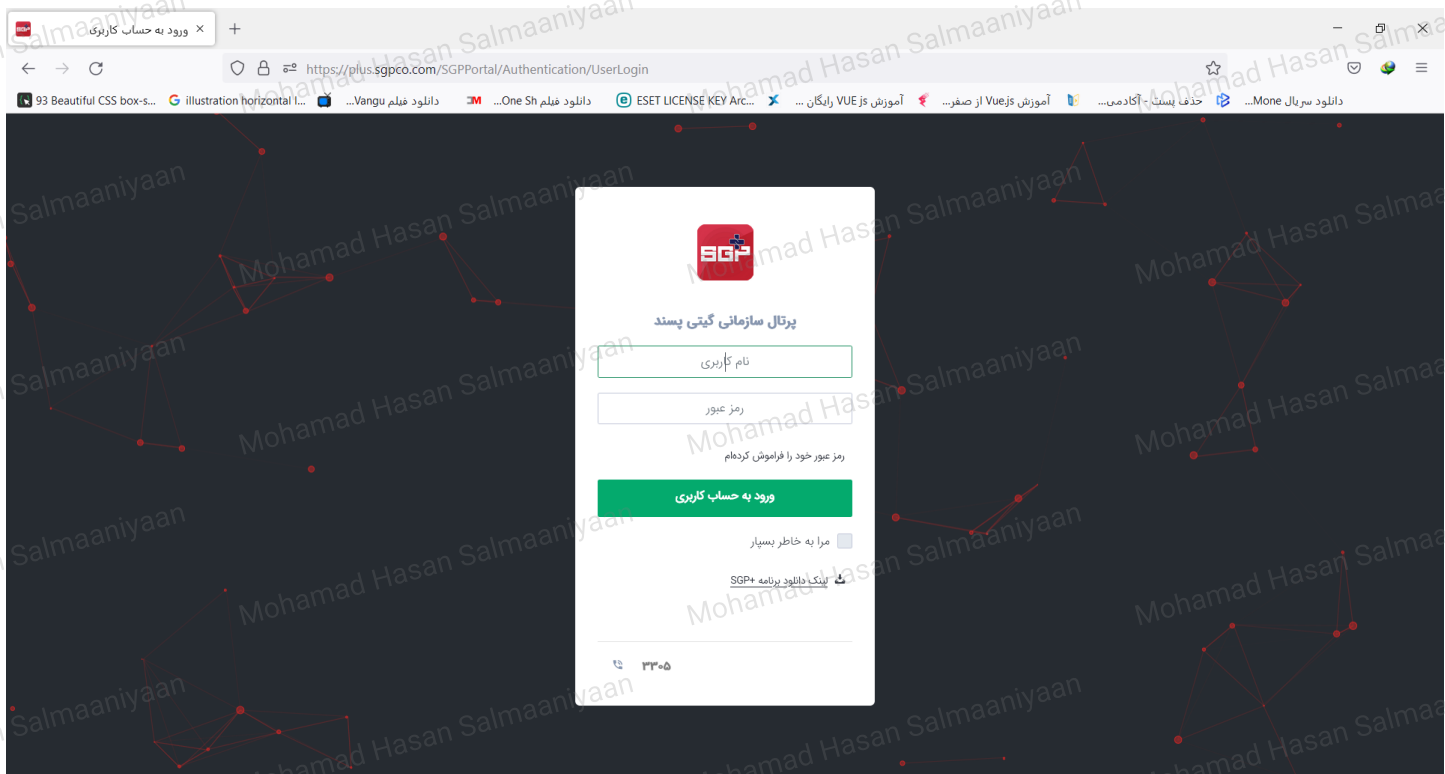 ورود به حساب کاربری
https://plus.sgpco.com/SGPPortal/Authentication/UserLogin
93 Beautiful CSS box-s...
illustration horizontal I...
دانلود فیلم Vangu...
دانلود فیلم One Sh...
ESET LICENSE KEY Arc...
آموزش VUE js رایگان ...
آموزش Vue.js از صفر...
حذف پست - آکادمی...
دانلود سریال Mone...
SGP
پرتال سازمانی گیتی پسند
نام کاربری
رمز عبور
رمز عبور خود را فراموش کرده‌ام
ورود به حساب کاربری
مرا به خاطر بسپار
لینک دانلود برنامه +SGP
۳۳۰۵
Mohamad Hasan Salmaaniyaan